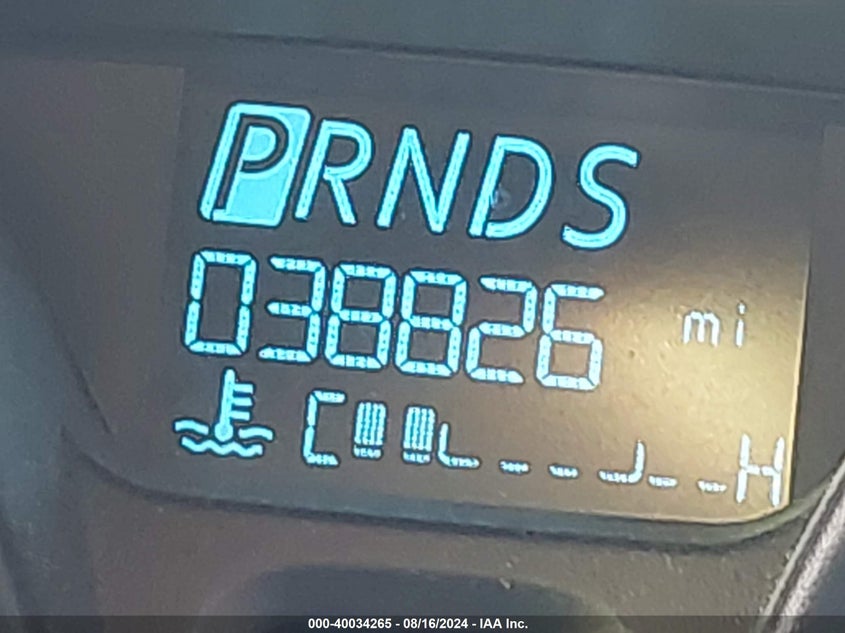 PRNDS
038826 mi
C H
000-40034265 - 08/16/2024 - IAA Inc.